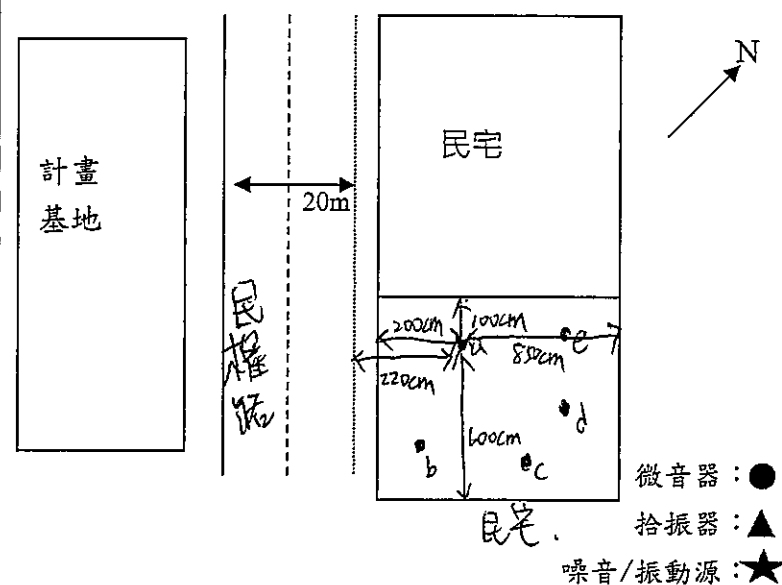 N
民宅
計畫
基地
20m
民權路
200cm
100cm
a
e
850cm
220cm
d
600cm
b
c
民宅.
微音器：●
拾振器：▲
噪音/振動源：★